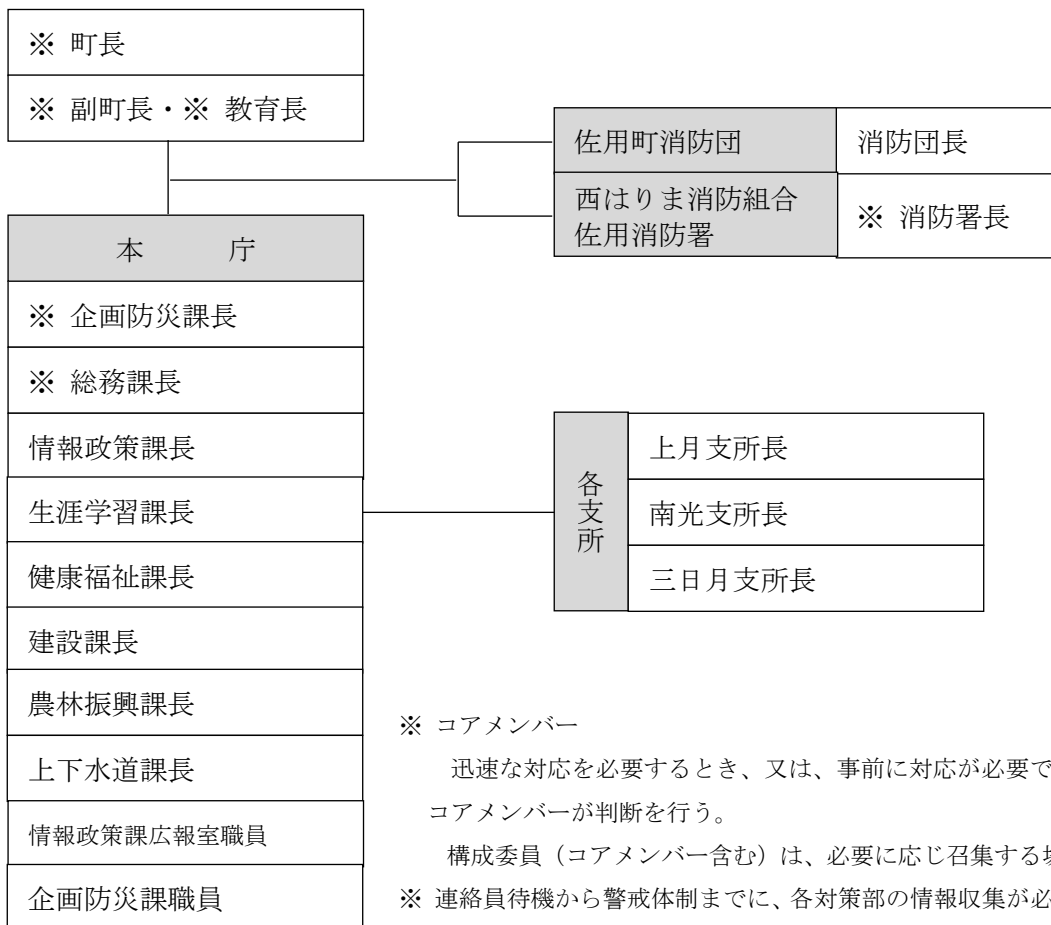 ※ 町長
※ 副町長・※ 教育長
佐用町消防団
消防団長
西はりま消防組合
佐用消防署
※ 消防署長
本 庁
※ 企画防災課長
※ 総務課長
情報政策課長
生涯学習課長
健康福祉課長
建設課長
農林振興課長
上下水道課長
情報政策課広報室職員
企画防災課職員
各支所
上月支所長
南光支所長
三日月支所長
※ コアメンバー
迅速な対応を必要するとき、又は、事前に対応が必要で
コアメンバーが判断を行う。
構成委員（コアメンバー含む）は、必要に応じ召集する
※ 連絡員待機から警戒体制までに、各対策部の情報収集が必